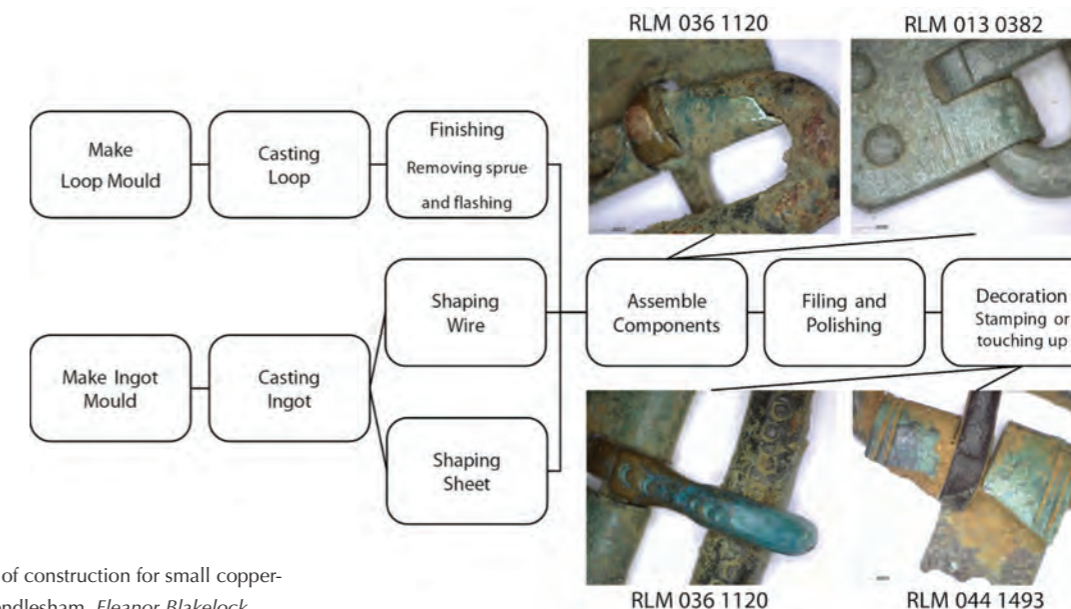 RLM 036 1120
RLM 013 0382
Make
Loop Mould
Casting
Loop
Finishing
Removing sprue
and flashing
Shaping
Wire
Assemble
Components
Filing and
Polishing
Decoration
Stamping or
touching up
Make Ingot
Mould
Casting
Ingot
Shaping
Sheet
of construction for small copper-
ndlesham. Eleanor Blakelock
RLM 036 1120
RLM 044 1493